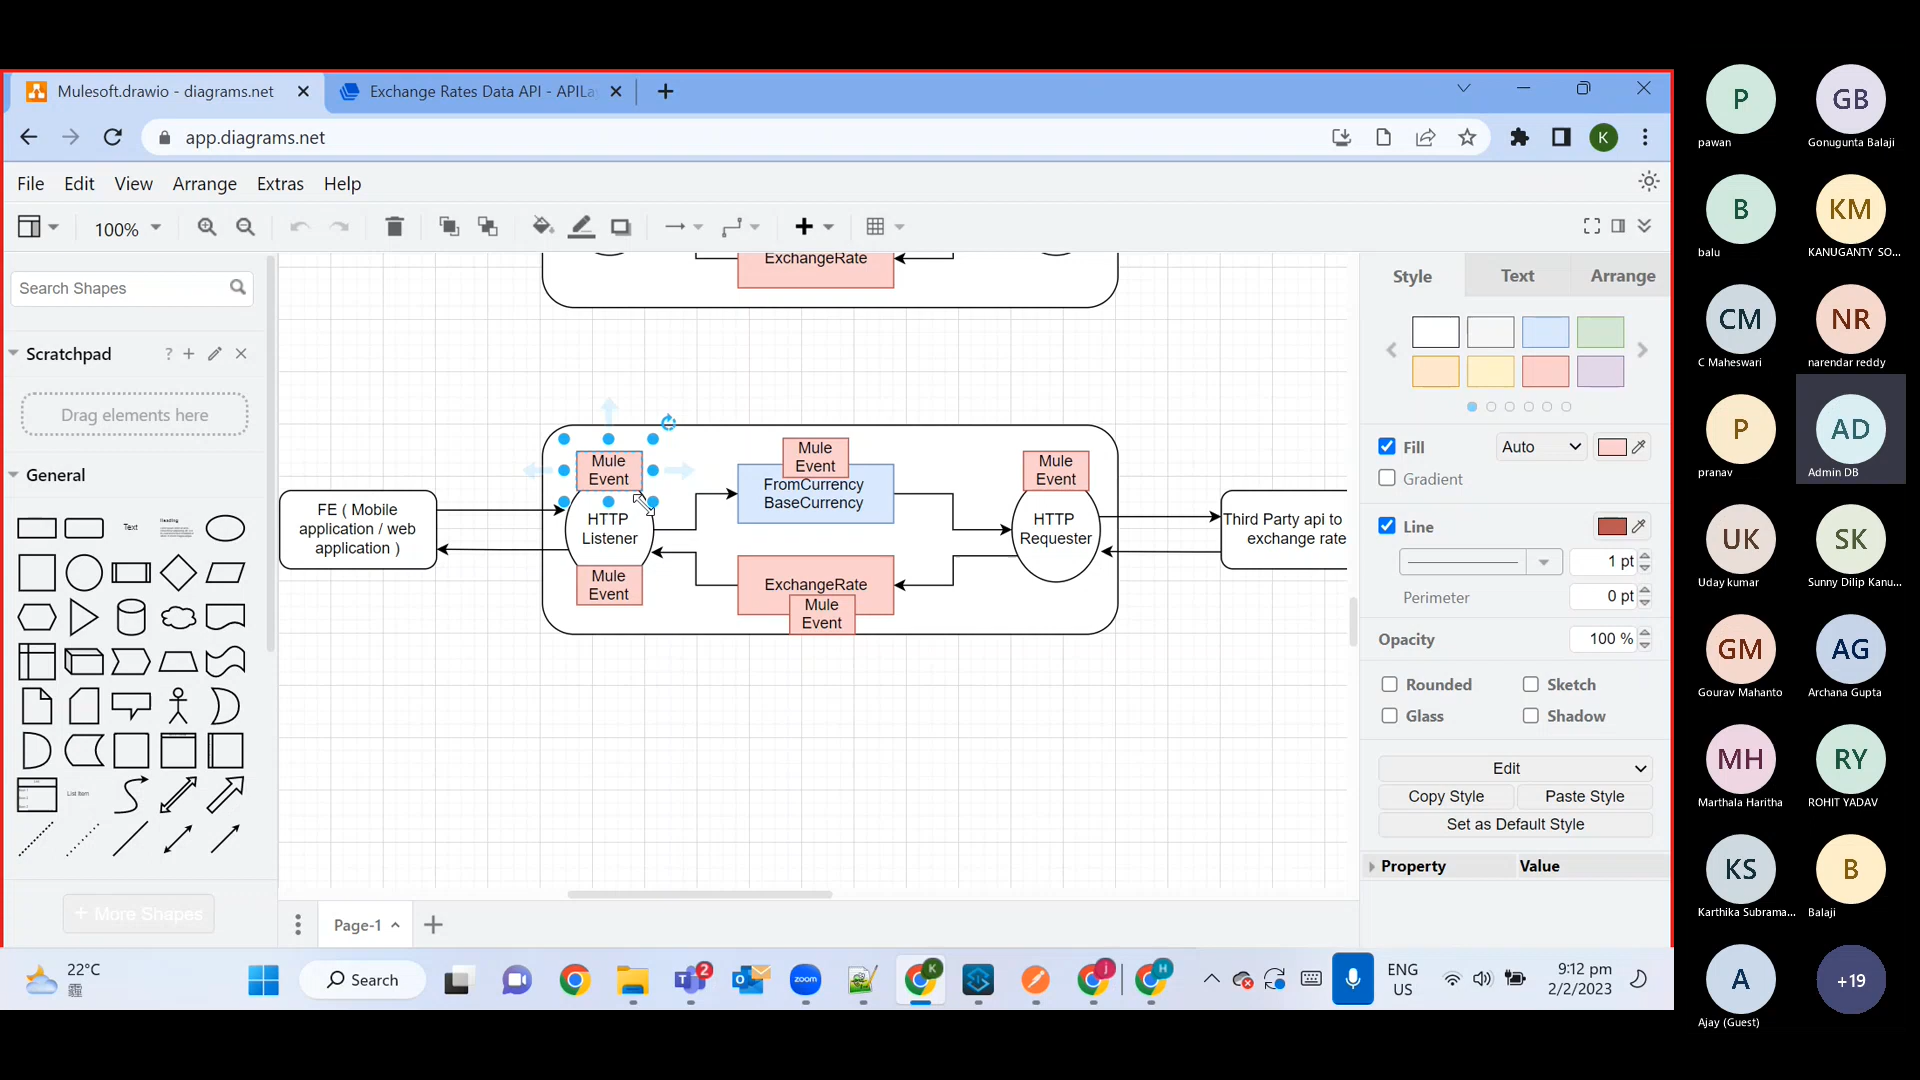 Mulesoft.drawio - diagrams.net
Exchange Rates Data API - APILa
app.diagrams.net
K
File Edit View Arrange Extras Help
100%
Search Shapes
Scratchpad
?
Drag elements here
General
Text
Heading
List Item
+ More Shapes
ExchangeRate
FE ( Mobile
application / web
application )
Mule
Event
HTTP
Listener
Mule
Event
Mule
Event
FromCurrency
BaseCurrency
ExchangeRate
Mule
Event
Mule
Event
HTTP
Requester
Third Party api to
exchange rate
Page-1
Style Text Arrange
Fill Auto
Gradient
Line
1 pt
Perimeter 0 pt
Opacity 100 %
Rounded Sketch
Glass Shadow
Edit
Copy Style Paste Style
Set as Default Style
Property Value
22°C
霾
Search
2
zoom
K
J
H
ENG
US
9:12 pm
2/2/2023
P
pawan
GB
Gonugunta Balaji
B
balu
KM
KANUGANTY SO...
CM
C Maheswari
NR
narendar reddy
P
pranav
AD
Admin DB
UK
Uday kumar
SK
Sunny Dilip Kanu...
GM
Gourav Mahanto
AG
Archana Gupta
MH
Marthala Haritha
RY
ROHIT YADAV
KS
Karthika Subrama...
B
Balaji
A
Ajay (Guest)
+19